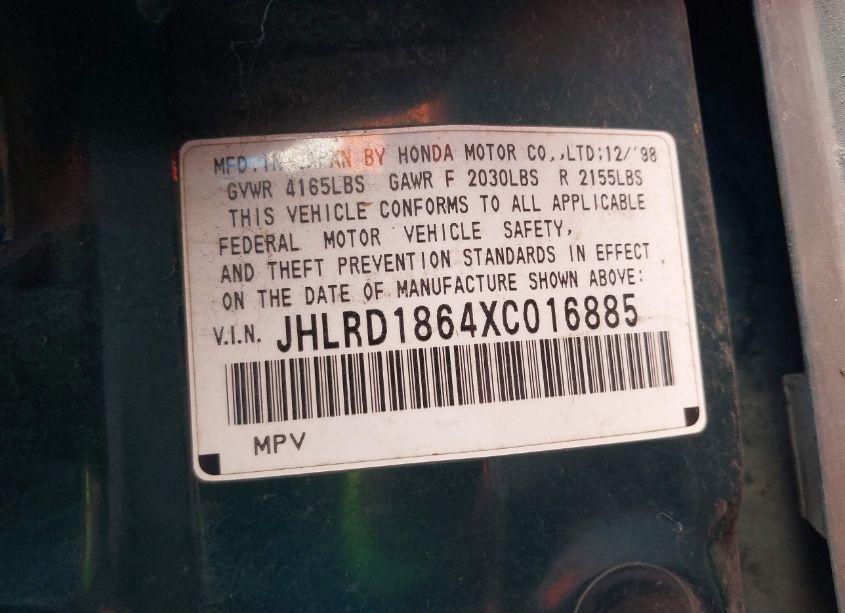 MFD. IN JAPAN BY HONDA MOTOR CO.,LTD; 12/'98
GVWR 4165LBS GAWR F 2030LBS R 2155LBS
THIS VEHICLE CONFORMS TO ALL APPLICABLE
FEDERAL MOTOR VEHICLE SAFETY,
AND THEFT PREVENTION STANDARDS IN EFFECT
ON THE DATE OF MANUFACTURE SHOWN ABOVE:
V.I.N. JHLRD1864XC016885
MPV